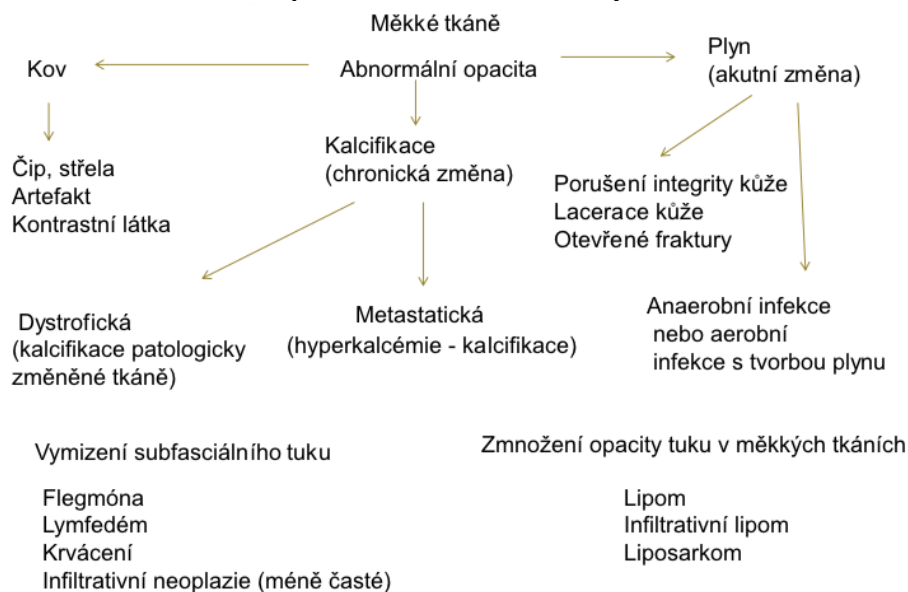 Měkké tkáně
Abnormální opacita
Kov
Čip, střela
Artefakt
Kontrastní látka
Kalcifikace
(chronická změna)
Dystrofická
(kalcifikace patologicky
změněné tkáně)
Metastatická
(hyperkalcémie - kalcifikace)
Plyn
(akutní změna)
Porušení integrity kůže
Lacerace kůže
Otevřené fraktury
Anaerobní infekce
nebo aerobní
infekce s tvorbou plynu
Vymizení subfasciálního tuku
Flegmóna
Lymfedém
Krvácení
Infiltrativní neoplazie (méně časté)
Zmnožení opacity tuku v měkkých tkáních
Lipom
Infiltrativní lipom
Liposarkom